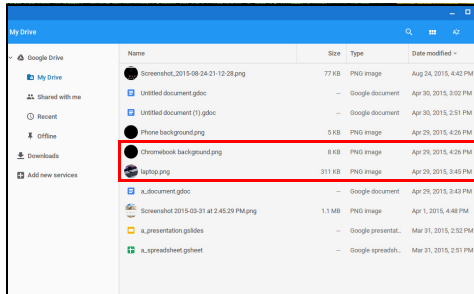 My Drive
Name Size Type Date modified
Google Drive
My Drive
Shared with me
Recent
Offline
Downloads
Add new services
Screenshot_2015-08-24-21-12-28.png 77 KB PNG image Aug 24, 2015, 4:42 PM
Untitled document.gdoc -- Google document Apr 30, 2015, 3:02 PM
Untitled document (1).gdoc -- Google document Apr 30, 2015, 2:51 PM
Phone background.png 5 KB PNG image Apr 29, 2015, 4:26 PM
Chromebook background.png 8 KB PNG image Apr 29, 2015, 4:26 PM
laptop.png 311 KB PNG image Apr 29, 2015, 3:45 PM
a_document.gdoc -- Google document Apr 29, 2015, 3:43 PM
Screenshot 2015-03-31 at 2.45.29 PM.png 1.1 MB PNG image Apr 1, 2015, 4:48 PM
a_presentation.gslides -- Google presentat... Mar 31, 2015, 2:52 PM
a_spreadsheet.gsheet -- Google spreadsh... Mar 31, 2015, 2:51 PM